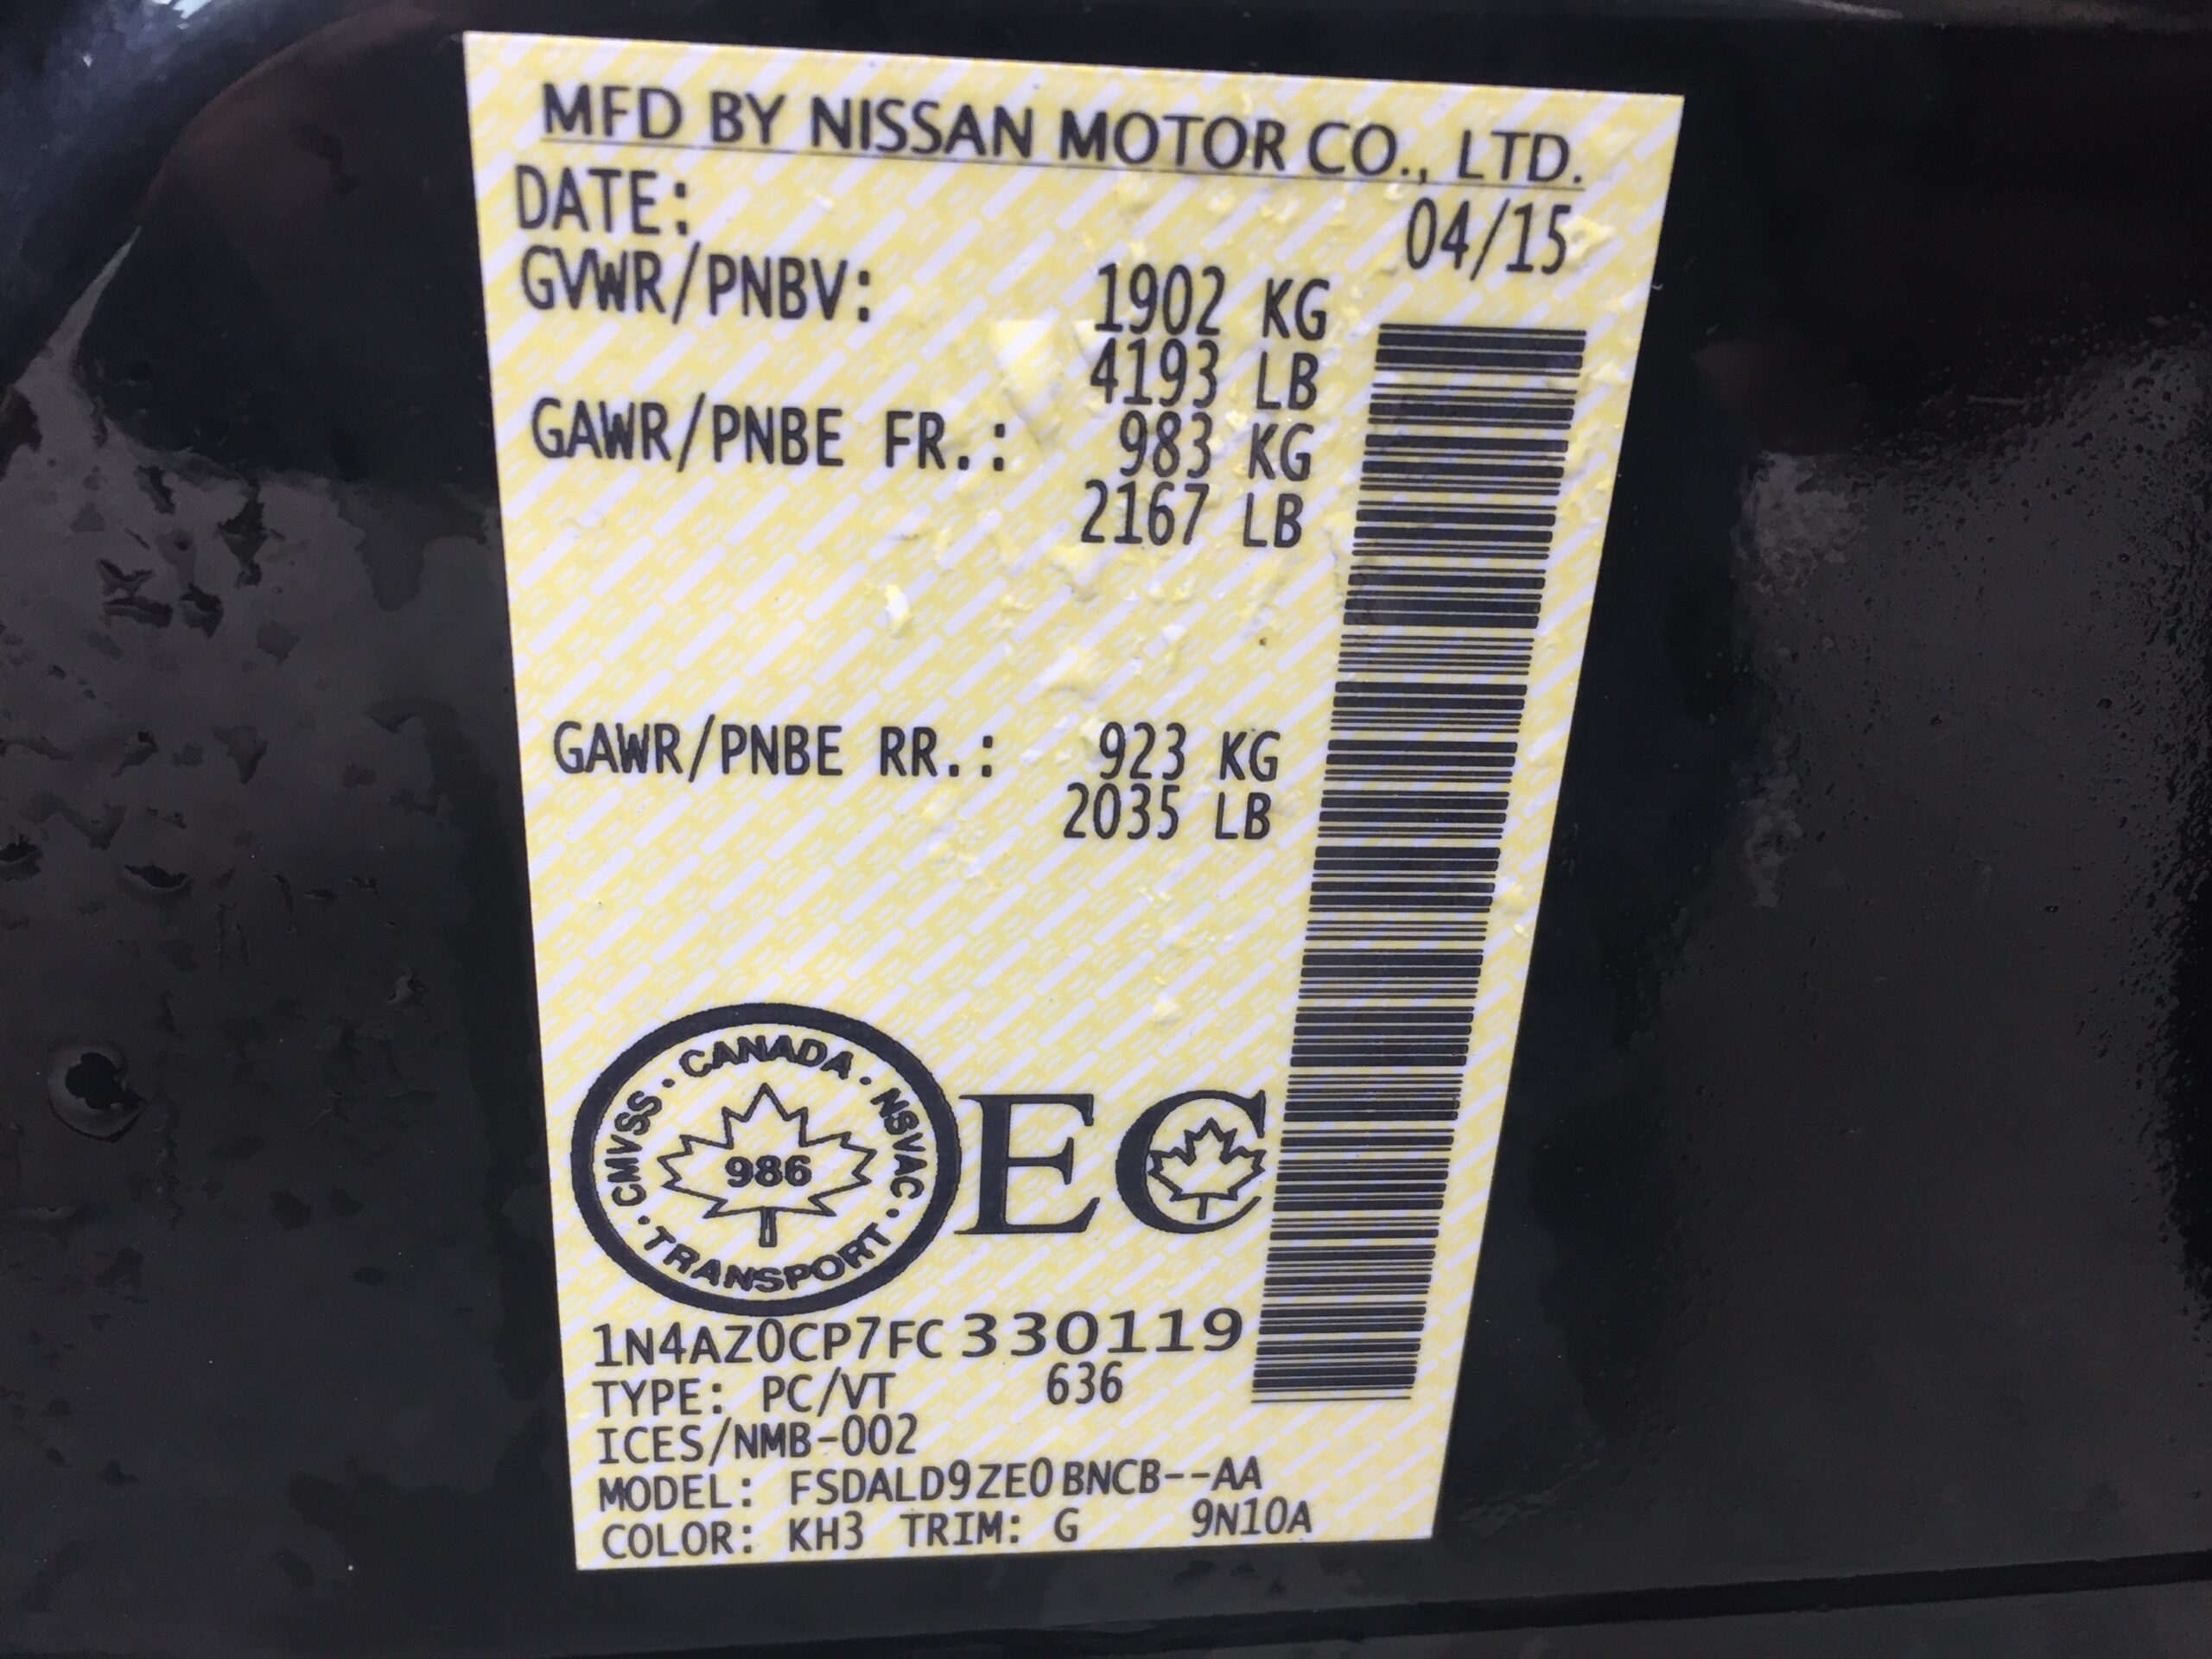 MFD BY NISSAN MOTOR CO., LTD.
DATE: 04/15
GVWR/PNBV: 1902 KG
4193 LB
GAWR/PNBE FR.: 983 KG
2167 LB
GAWR/PNBE RR.: 923 KG
2035 LB
CMVSS · CANADA · NSVAC · TRANSPORT ·
986
EC
1N4AZ0CP7FC330119
TYPE: PC/VT 636
ICES/NMB-002
MODEL: FSDALD9ZE0BNCB--AA
COLOR: KH3 TRIM: G 9N10A